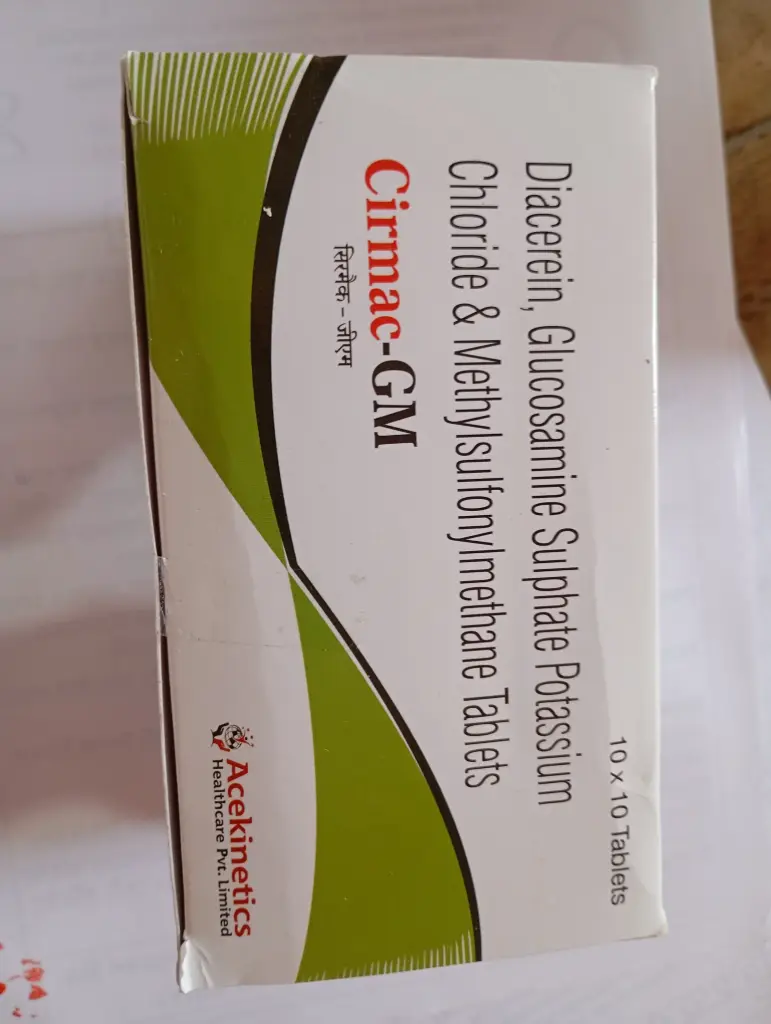 10 x 10 Tablets
Diacerein, Glucosamine Sulphate Potassium
Chloride & Methylsulfonylmethane Tablets
Cirmac-GM
सिरमैक – जीएम
Acekinetics
Healthcare Pvt. Limited